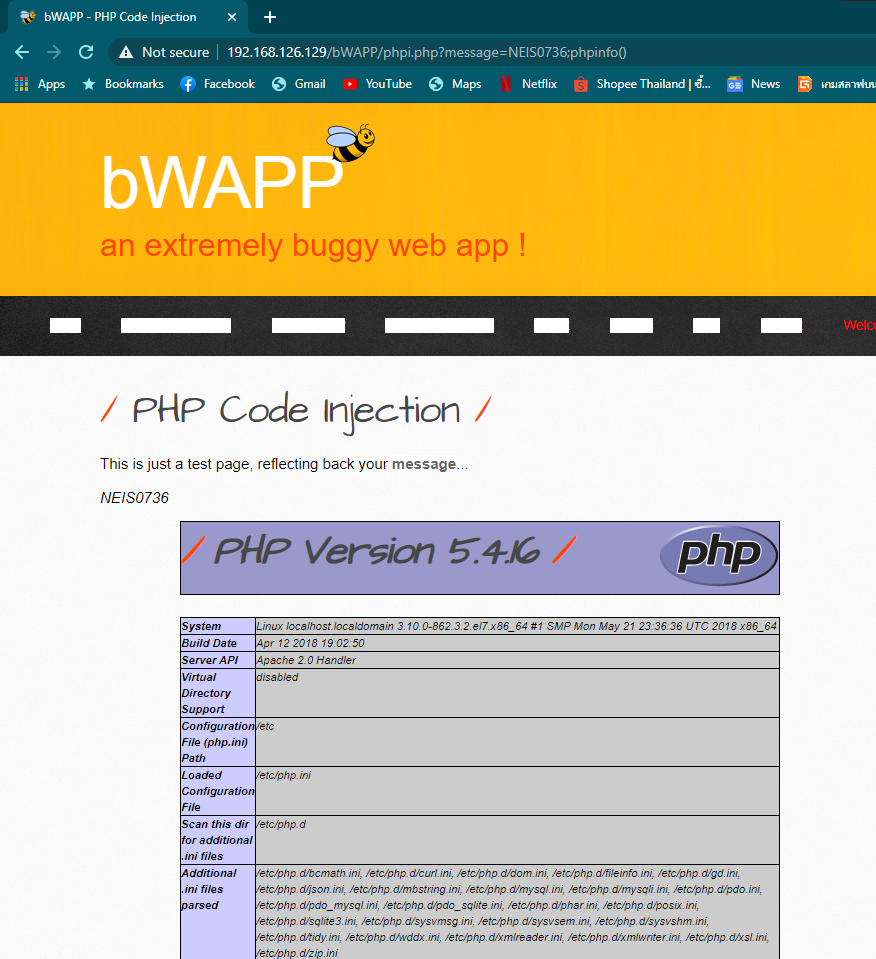 bWAPP - PHP Code Injection
Not secure 192.168.126.129/bWAPP/phpi.php?message=NEIS0736;phpinfo()
Apps Bookmarks Facebook Gmail YouTube Maps Netflix Shopee Thailand | ซื้... News เกมสลาฟบน
bWAPP
an extremely buggy web app !
Welco
/ PHP Code Injection /
This is just a test page, reflecting back your message...
NEIS0736
/ PHP Version 5.4.16 /
php
System Linux localhost.localdomain 3.10.0-862.3.2.el7.x86_64 #1 SMP Mon May 21 23:36:36 UTC 2018 x86_64
Build Date Apr 12 2018 19:02:50
Server API Apache 2.0 Handler
Virtual disabled
Directory
Support
Configuration /etc
File (php.ini)
Path
Loaded /etc/php.ini
Configuration
File
Scan this dir /etc/php.d
for additional
.ini files
Additional /etc/php.d/bcmath.ini, /etc/php.d/curl.ini, /etc/php.d/dom.ini, /etc/php.d/fileinfo.ini, /etc/php.d/gd.ini,
.ini files /etc/php.d/json.ini, /etc/php.d/mbstring.ini, /etc/php.d/mysql.ini, /etc/php.d/mysqli.ini, /etc/php.d/pdo.ini,
parsed /etc/php.d/pdo_mysql.ini, /etc/php.d/pdo_sqlite.ini, /etc/php.d/phar.ini, /etc/php.d/posix.ini,
/etc/php.d/sqlite3.ini, /etc/php.d/sysvmsg.ini, /etc/php.d/sysvsem.ini, /etc/php.d/sysvshm.ini,
/etc/php.d/tidy.ini, /etc/php.d/wddx.ini, /etc/php.d/xmlreader.ini, /etc/php.d/xmlwriter.ini, /etc/php.d/xsl.ini,
/etc/php.d/zip.ini